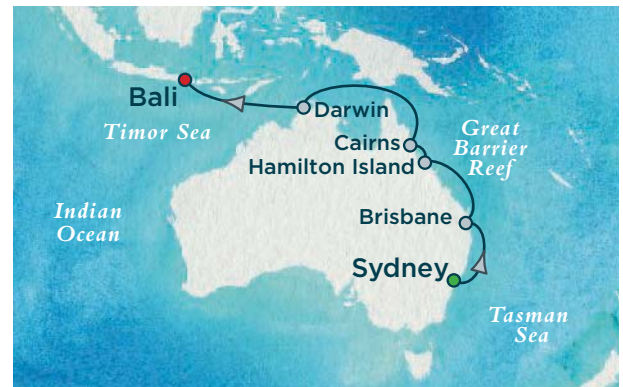 Bali
Darwin
Timor Sea
Great
Barrier
Reef
Cairns
Hamilton Island
Indian
Ocean
Brisbane
Sydney
Tasman
Sea